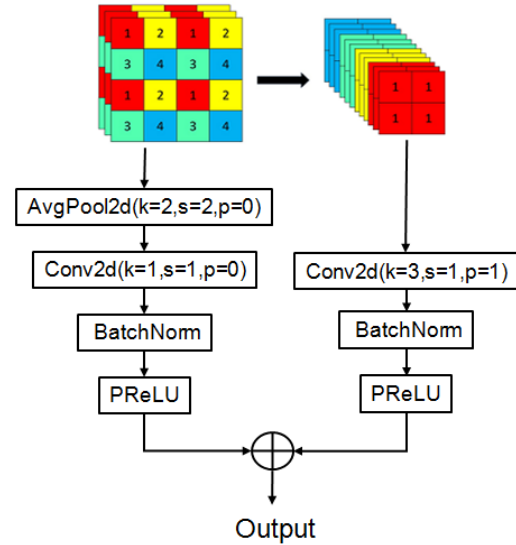 1 2 1 2
3 4 3 4
1 2 1 2
3 4 3 4
1 1
1 1
AvgPool2d(k=2,s=2,p=0)
Conv2d(k=1,s=1,p=0)
BatchNorm
PReLU
Conv2d(k=3,s=1,p=1)
BatchNorm
PReLU
Output